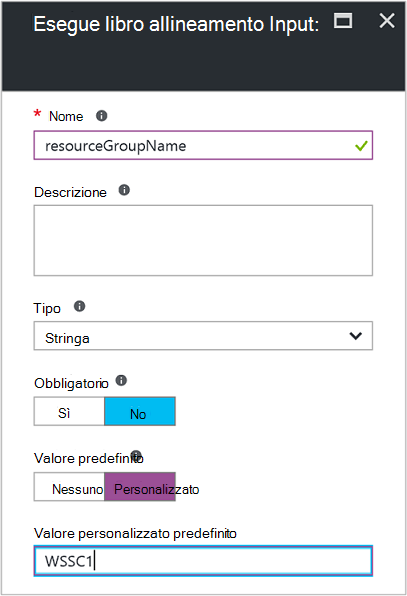 Esegue libro allineamento Input:
* Nome
resourceGroupName
Descrizione
Tipo
Stringa
Obbligatorio
Sì No
Valore predefinito
Nessuno Personalizzato
Valore personalizzato predefinito
WSSC1